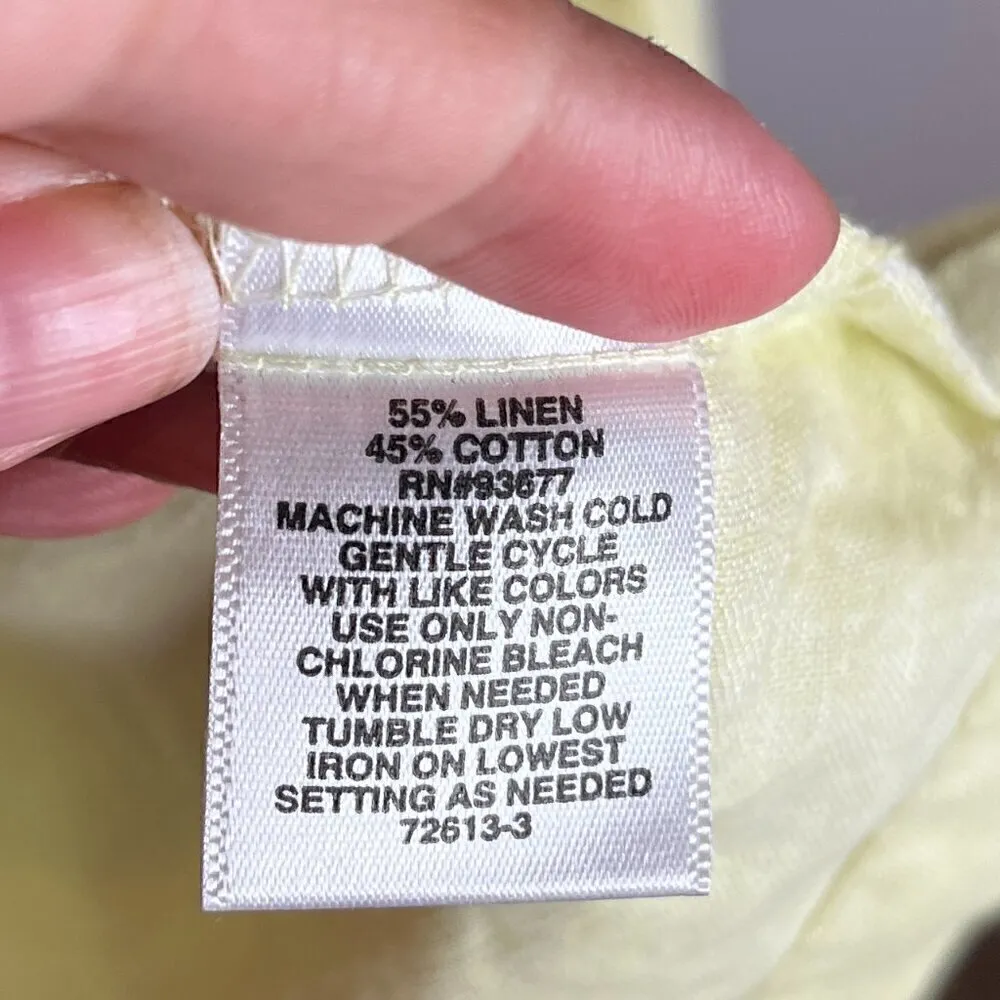 55% LINEN
45% COTTON
RN#93677
MACHINE WASH COLD
GENTLE CYCLE
WITH LIKE COLORS
USE ONLY NON-
CHLORINE BLEACH
WHEN NEEDED
TUMBLE DRY LOW
IRON ON LOWEST
SETTING AS NEEDED
72613-3